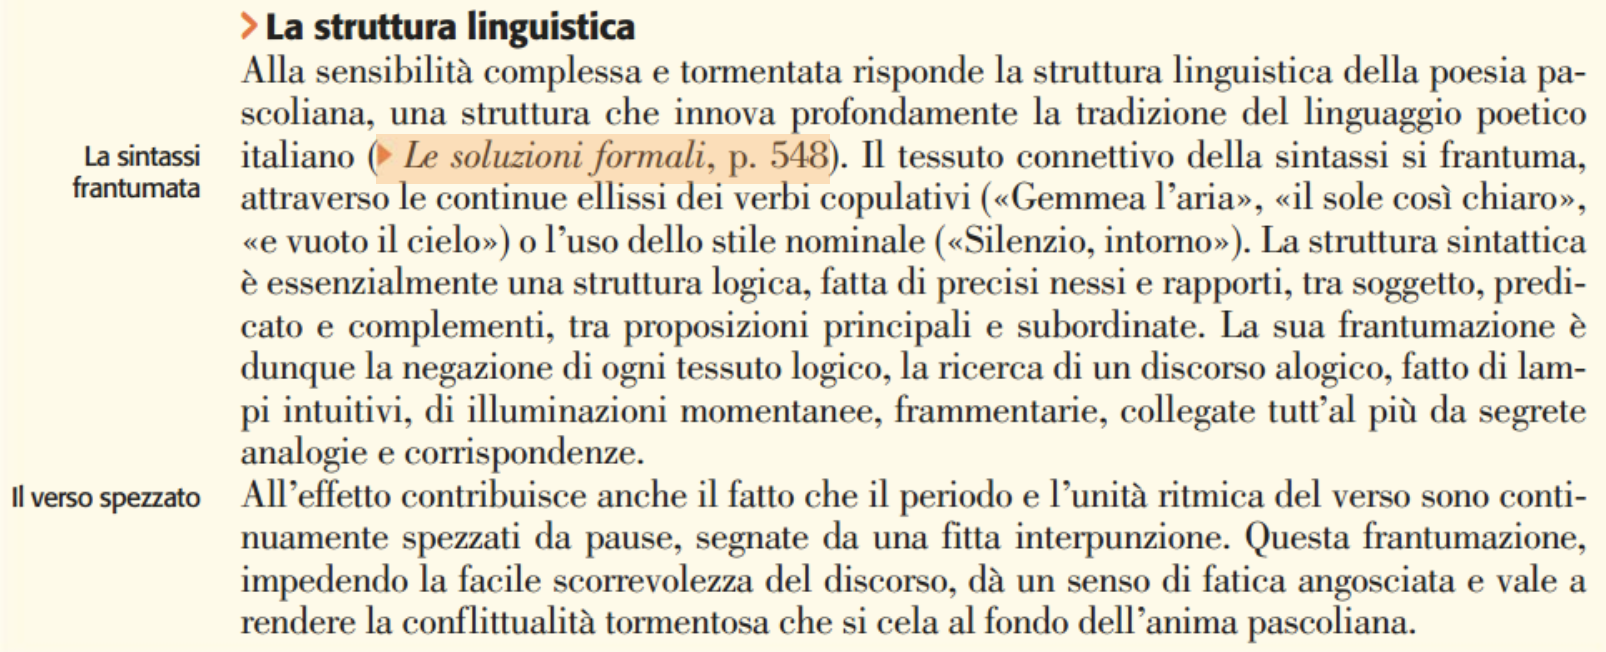 > La struttura linguistica
Alla sensibilità complessa e tormentata risponde la struttura linguistica della poesia pa-
scoliana, una struttura che innova profondamente la tradizione del linguaggio poetico
La sintassi
frantumata
italiano (▸ Le soluzioni formali, p. 548). Il tessuto connettivo della sintassi si frantuma,
attraverso le continue ellissi dei verbi copulativi («Gemmea l'aria», «il sole così chiaro»,
«e vuoto il cielo») o l'uso dello stile nominale («Silenzio, intorno»). La struttura sintattica
è essenzialmente una struttura logica, fatta di precisi nessi e rapporti, tra soggetto, predi-
cato e complementi, tra proposizioni principali e subordinate. La sua frantumazione è
dunque la negazione di ogni tessuto logico, la ricerca di un discorso alogico, fatto di lam-
pi intuitivi, di illuminazioni momentanee, frammentarie, collegate tutt'al più da segrete
analogie e corrispondenze.
Il verso spezzato
All'effetto contribuisce anche il fatto che il periodo e l'unità ritmica del verso sono conti-
nuamente spezzati da pause, segnate da una fitta interpunzione. Questa frantumazione,
impedendo la facile scorrevolezza del discorso, dà un senso di fatica angosciata e vale a
rendere la conflittualità tormentosa che si cela al fondo dell'anima pascoliana.